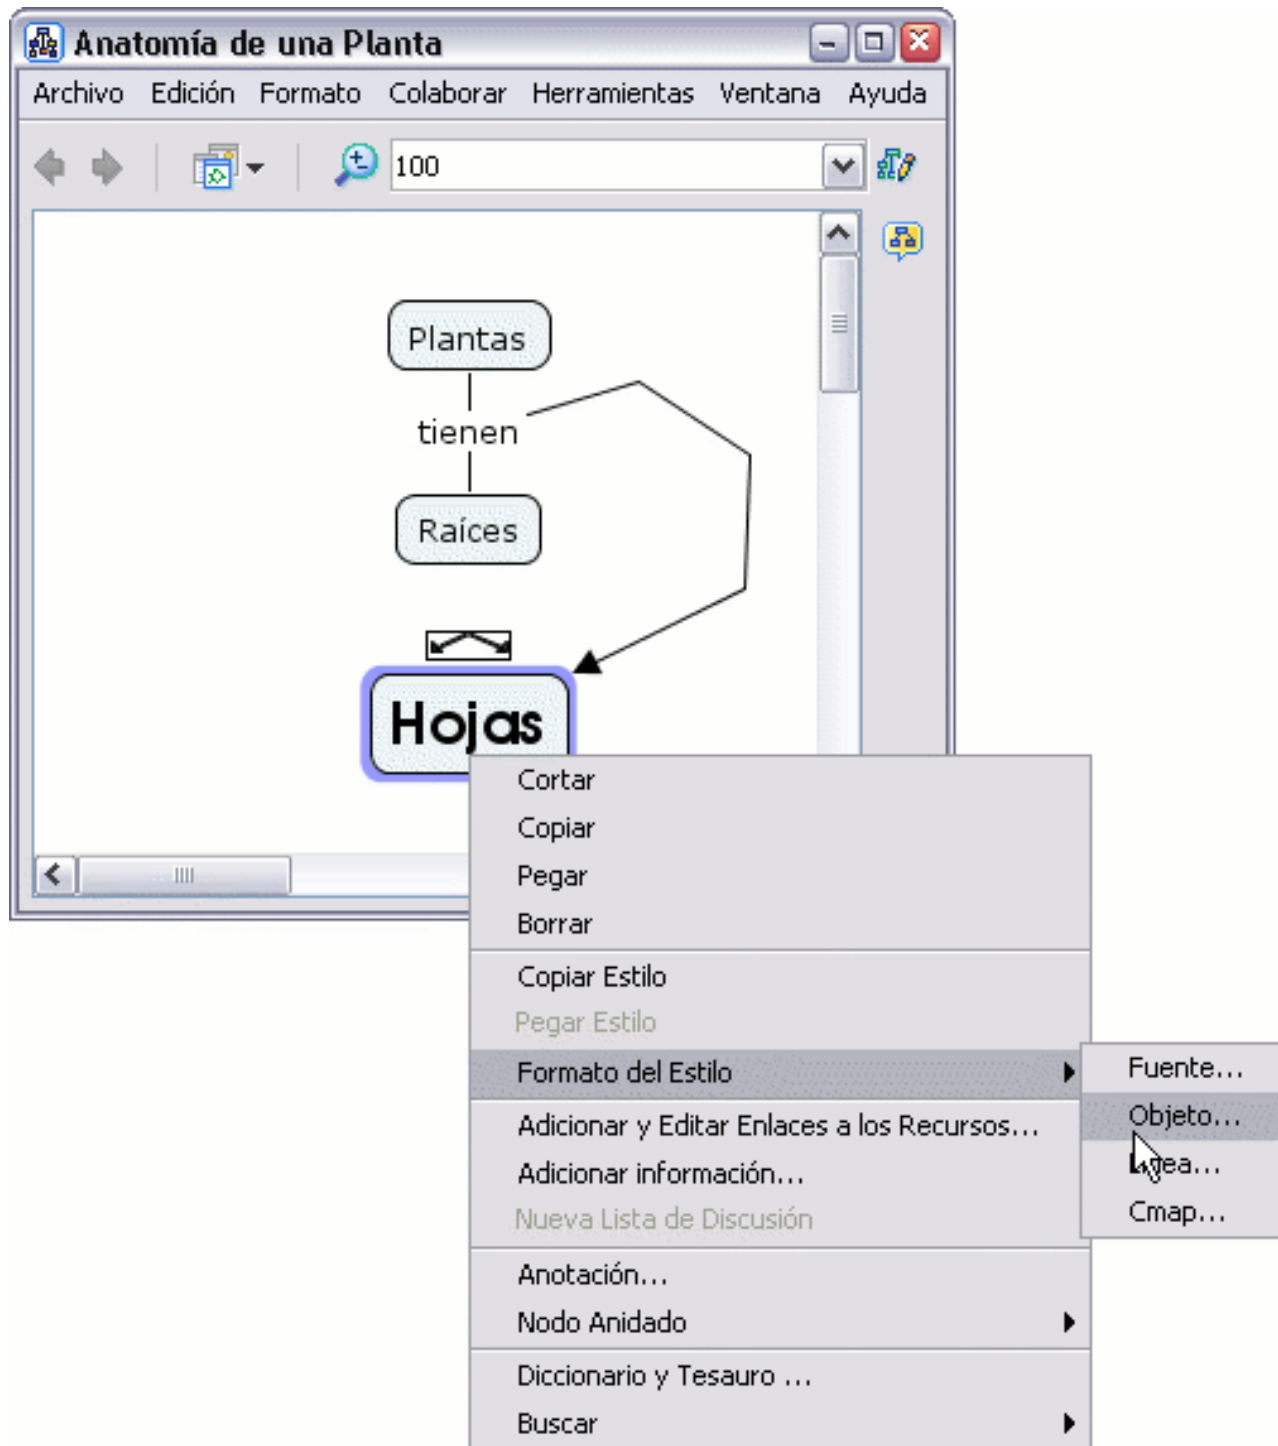 Anatomía de una Planta
Archivo Edición Formato Colaborar Herramientas Ventana Ayuda
100
Plantas
tienen
Raíces
Hojas
Cortar
Copiar
Pegar
Borrar
Copiar Estilo
Pegar Estilo
Formato del Estilo
Fuente...
Objeto...
Cmap...
Adicionar y Editar Enlaces a los Recursos...
Adicionar información...
Nueva Lista de Discusión
Anotación...
Nodo Anidado
Diccionario y Tesauro ...
Buscar